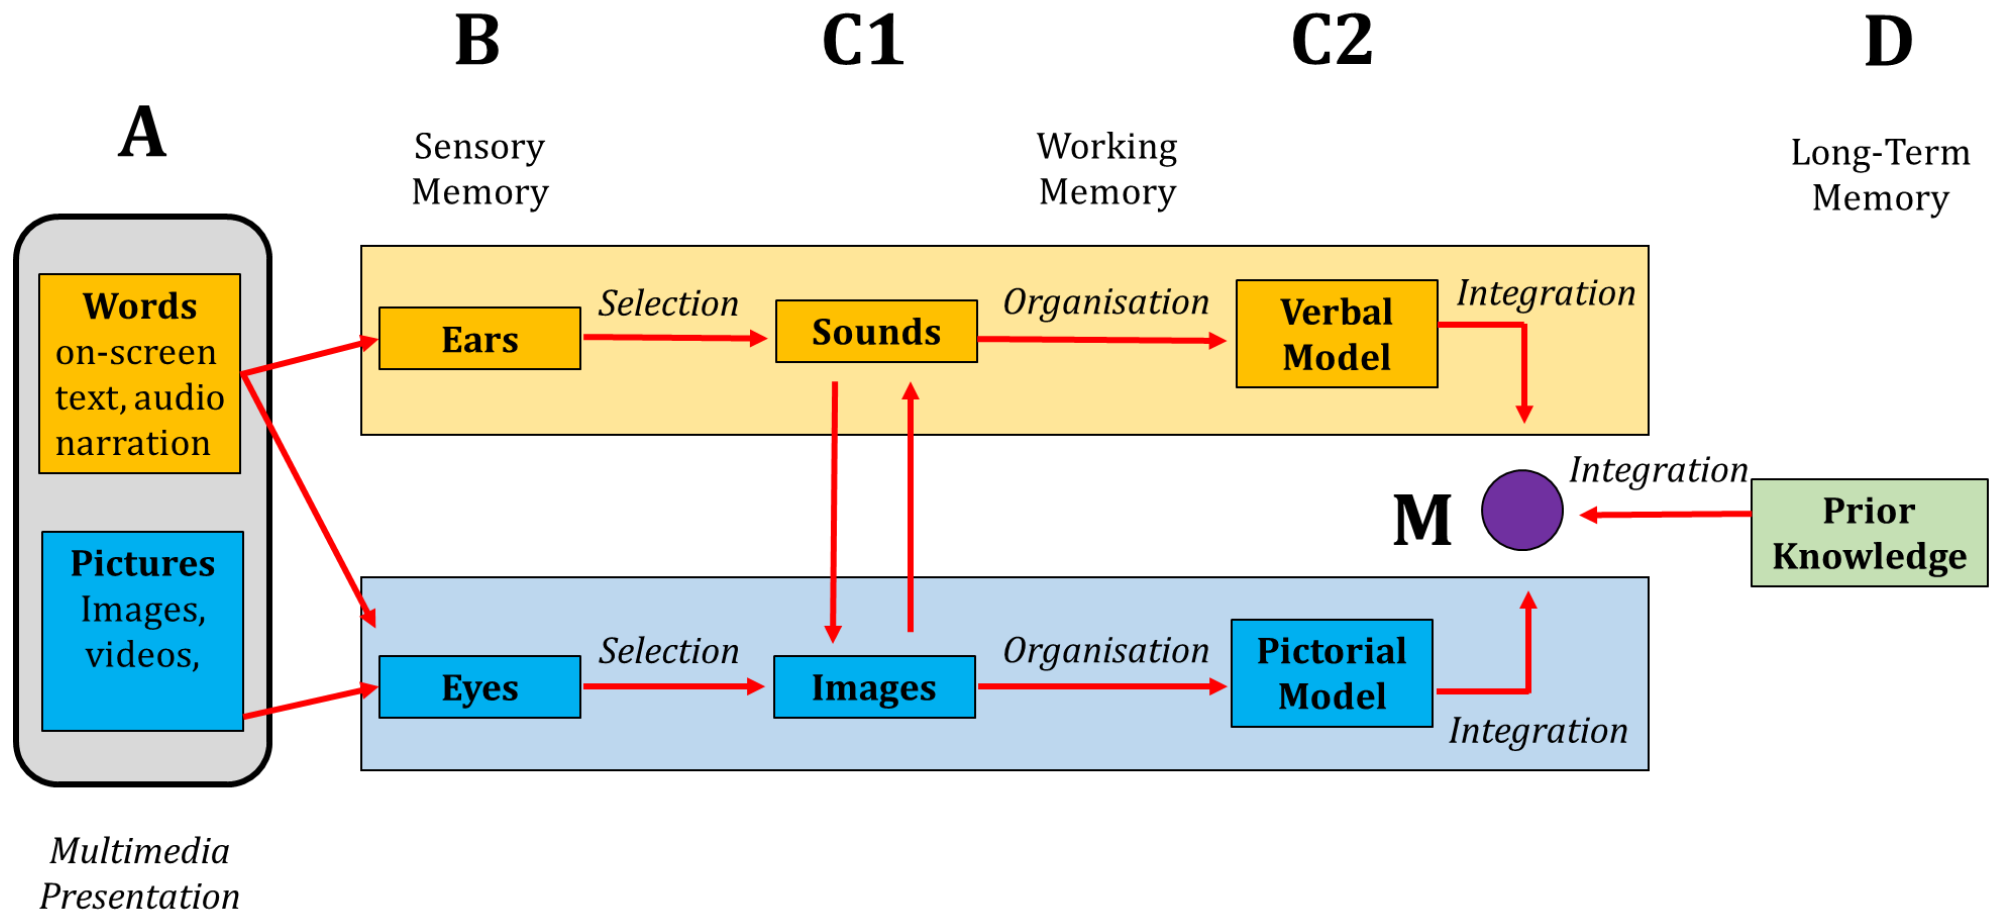 A
B
C1
C2
D
Sensory
Memory
Working
Memory
Long-Term
Memory
Words
on-screen
text, audio
narration
Pictures
Images,
videos,
Multimedia
Presentation
Ears
Selection
Sounds
Organisation
Verbal
Model
Integration
M
Integration
Prior
Knowledge
Eyes
Selection
Images
Organisation
Pictorial
Model
Integration